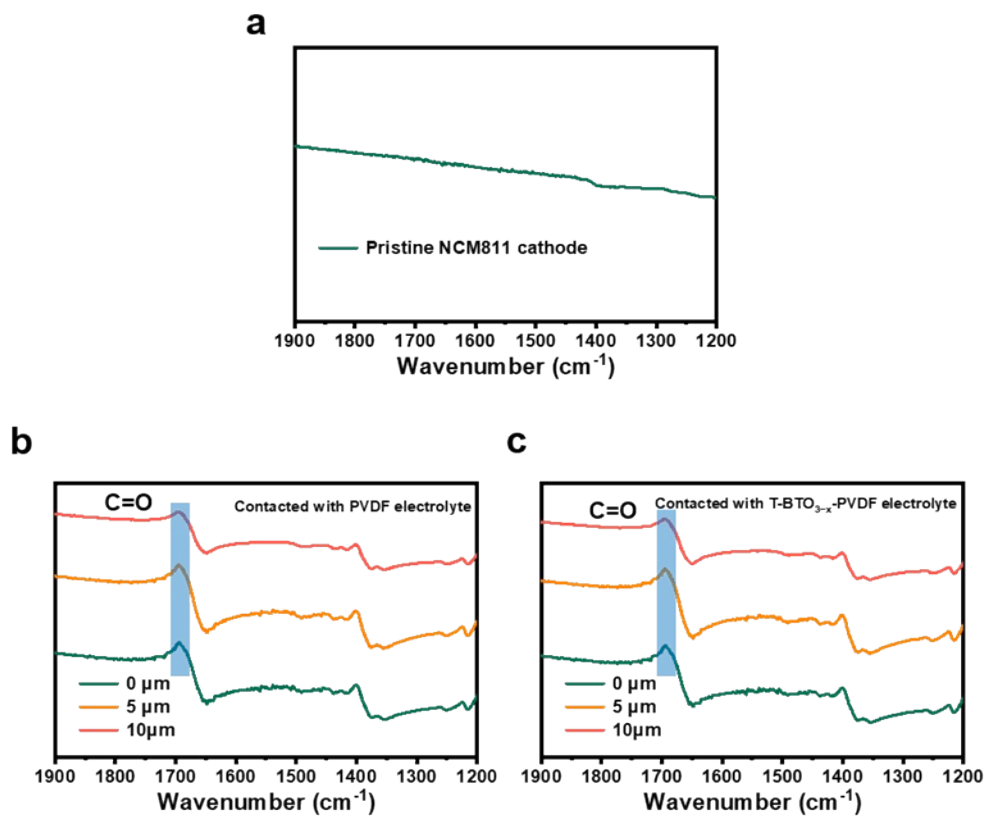 a
Pristine NCM811 cathode
1900 1800 1700 1600 1500 1400 1300 1200
Wavenumber (cm⁻¹)
b
C=O
Contacted with PVDF electrolyte
0 μm
5 μm
10μm
1900 1800 1700 1600 1500 1400 1300 1200
Wavenumber (cm⁻¹)
c
C=O
Contacted with T-BTO₃₋ₓ-PVDF electrolyte
0 μm
5 μm
10μm
1900 1800 1700 1600 1500 1400 1300 1200
Wavenumber (cm⁻¹)